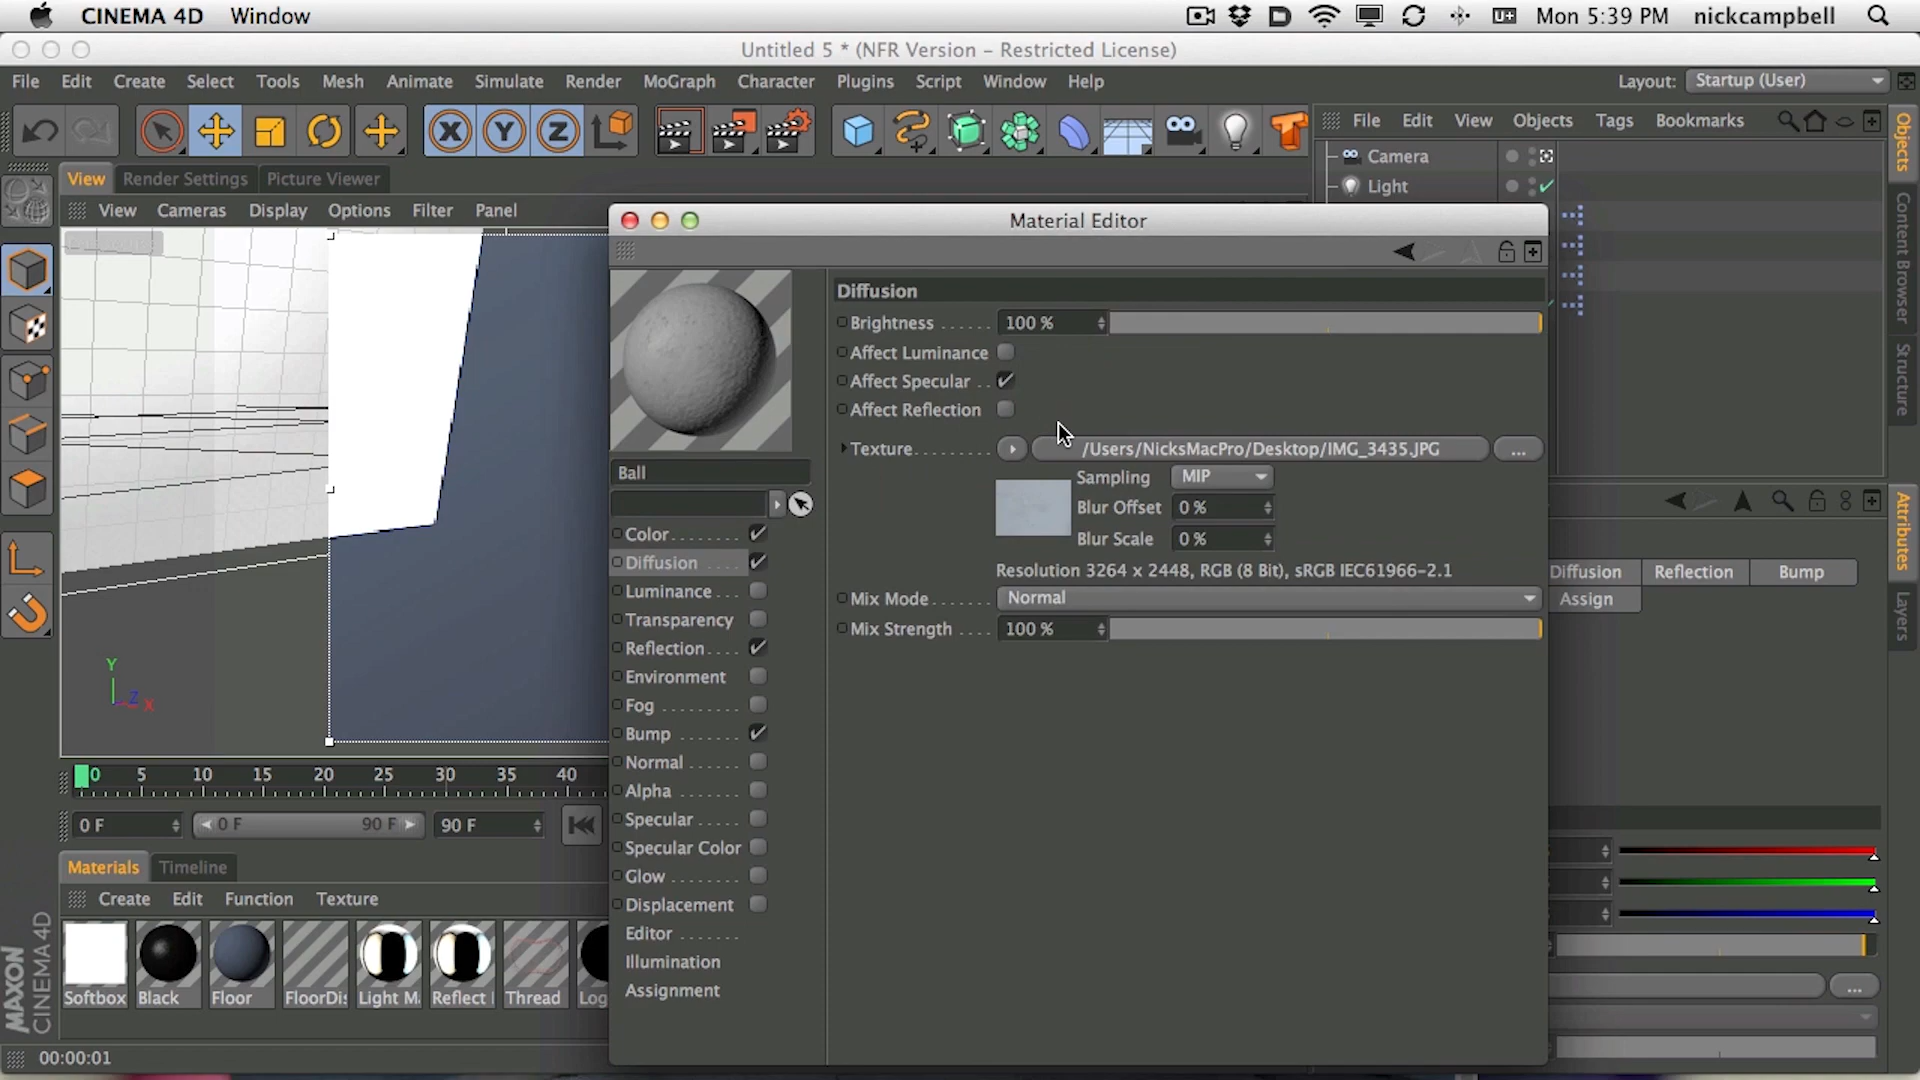 CINEMA 4D Window Mon 5:39 PM nickcampbell
Untitled 5 * (NFR Version – Restricted License)
File Edit Create Select Tools Mesh Animate Simulate Render MoGraph Character Plugins Script Window Help Layout: Startup (User)
X Y Z
File Edit View Objects Tags Bookmarks
Camera
Light
View Render Settings Picture Viewer
View Cameras Display Options Filter Panel
Material Editor
Diffusion
Brightness ...... 100 %
Affect Luminance
Affect Specular ..
Affect Reflection
Texture......... /Users/NicksMacPro/Desktop/IMG_3435.JPG ...
Sampling MIP
Blur Offset 0 %
Blur Scale 0 %
Resolution 3264 x 2448, RGB (8 Bit), sRGB IEC61966-2.1
Mix Mode....... Normal
Mix Strength .... 100 %
Ball
Color........
Diffusion ....
Luminance ...
Transparency
Reflection....
Environment
Fog .........
Bump .......
Normal ......
Alpha .......
Specular .....
Specular Color
Glow ........
Displacement
Editor .......
Illumination
Assignment
Objects
Content Browser
Structure
Attributes
Layers
Diffusion Reflection Bump
Assign
Y
Z
X
0 5 10 15 20 25 30 35 40
0 F 0 F 90 F 90 F
Materials Timeline
Create Edit Function Texture
Softbox Black Floor FloorDi Light M Reflect Thread Log
MAXON
CINEMA 4D
...
00:00:01